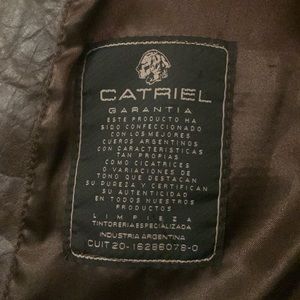 CATRIEL
GARANTIA
ESTE PRODUCTO HA
SIDO CONFECCIONADO
CON LOS MEJORES
CUEROS ARGENTINOS
CON CARACTERISTICAS
TAN PROPIAS
COMO CICATRICES
O VARIACIONES DE
TONO QUE DESTACAN
SU PUREZA Y CERTIFICAN
SU AUTENTICIDAD
EN TODOS NUESTROS
PRODUCTOS
LIMPIEZA
TINTORERIA ESPECIALIZADA
INDUSTRIA ARGENTINA
CUIT 20-16286076-0